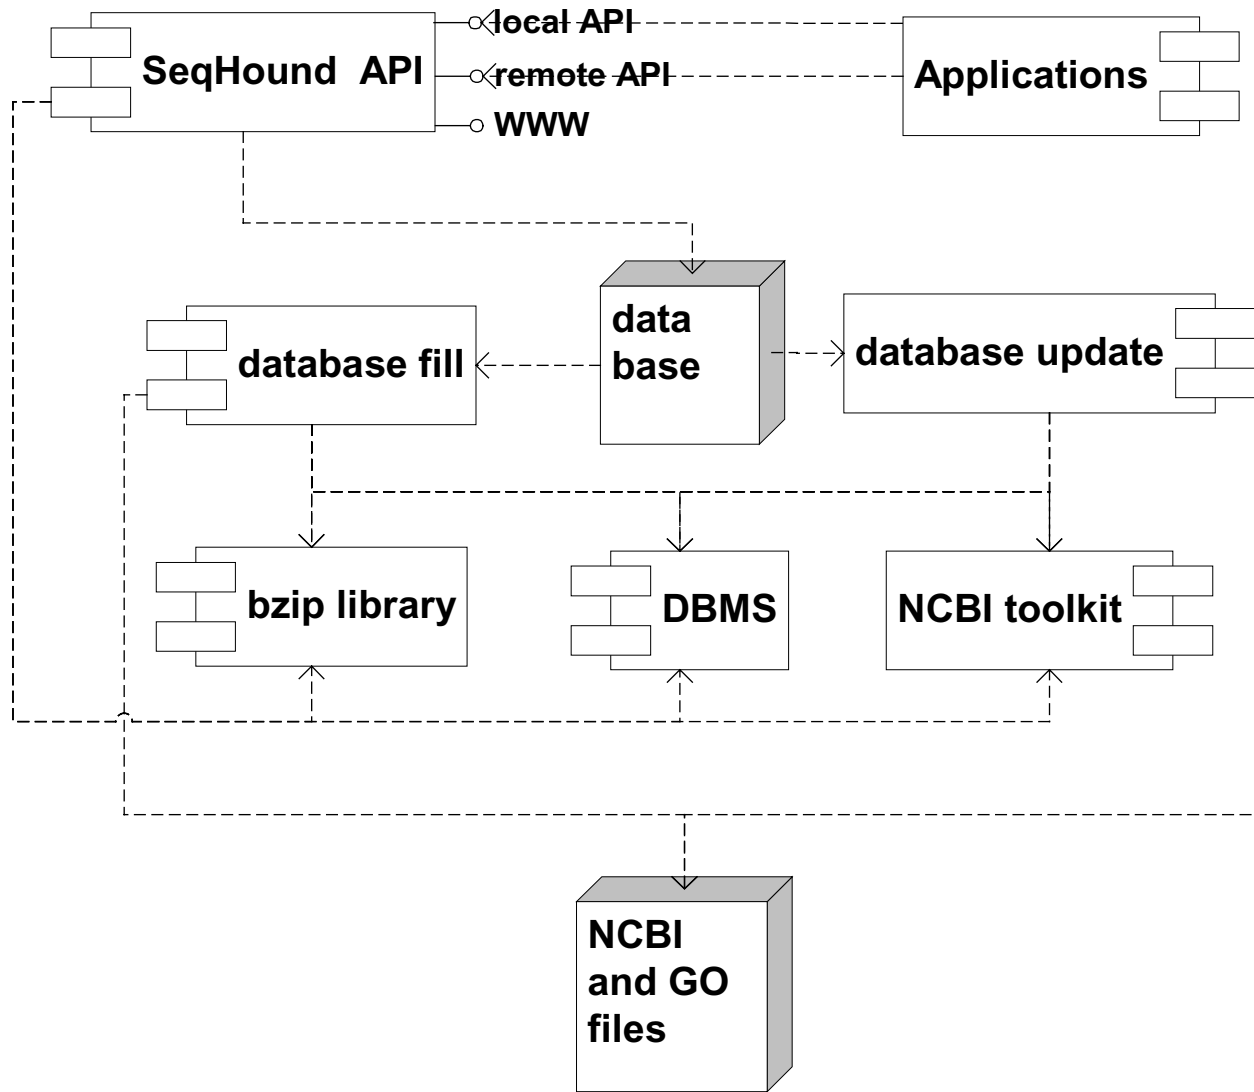 local API
SeqHound API
remote API
Applications
WWW
data
base
database fill
database update
bzip library
DBMS
NCBI toolkit
NCBI
and GO
files